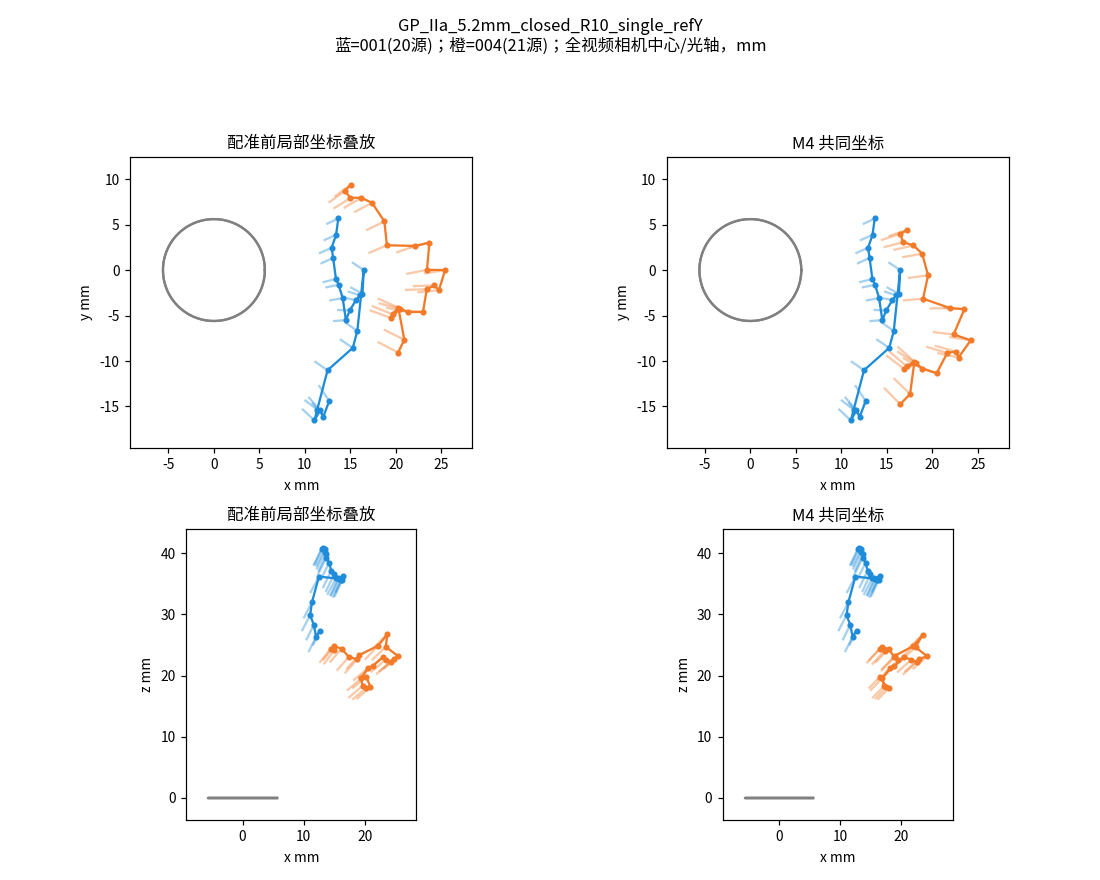 GP_IIa_5.2mm_closed_R10_single_refY
蓝=001(20源)；橙=004(21源)；全视频相机中心/光轴，mm
配准前局部坐标叠放
10
5
0
-5
-10
-15
y mm
-5 0 5 10 15 20 25
x mm
M4 共同坐标
10
5
0
-5
-10
-15
y mm
-5 0 5 10 15 20 25
x mm
配准前局部坐标叠放
40
30
20
10
0
z mm
0 10 20
x mm
M4 共同坐标
40
30
20
10
0
z mm
0 10 20
x mm